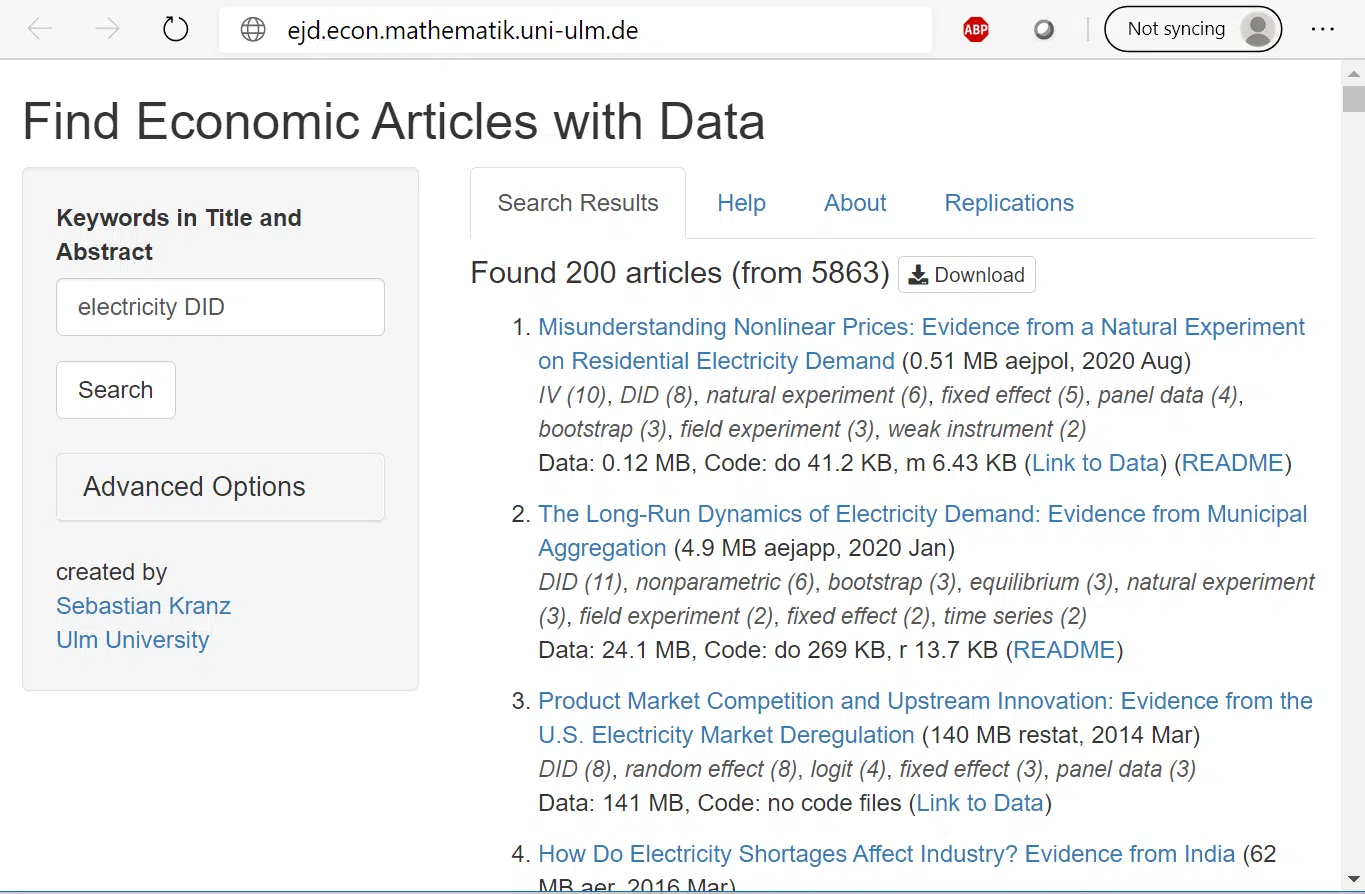 ejd.econ.mathematik.uni-ulm.de
ABP
Not syncing
Find Economic Articles with Data
Keywords in Title and
Abstract
electricity DID
Search
Advanced Options
created by
Sebastian Kranz
Ulm University
Search Results
Help
About
Replications
Found 200 articles (from 5863)
Download
1. Misunderstanding Nonlinear Prices: Evidence from a Natural Experiment
on Residential Electricity Demand (0.51 MB aejpol, 2020 Aug)
IV (10), DID (8), natural experiment (6), fixed effect (5), panel data (4),
bootstrap (3), field experiment (3), weak instrument (2)
Data: 0.12 MB, Code: do 41.2 KB, m 6.43 KB (Link to Data) (README)
2. The Long-Run Dynamics of Electricity Demand: Evidence from Municipal
Aggregation (4.9 MB aejapp, 2020 Jan)
DID (11), nonparametric (6), bootstrap (3), equilibrium (3), natural experiment
(3), field experiment (2), fixed effect (2), time series (2)
Data: 24.1 MB, Code: do 269 KB, r 13.7 KB (README)
3. Product Market Competition and Upstream Innovation: Evidence from the
U.S. Electricity Market Deregulation (140 MB restat, 2014 Mar)
DID (8), random effect (8), logit (4), fixed effect (3), panel data (3)
Data: 141 MB, Code: no code files (Link to Data)
4. How Do Electricity Shortages Affect Industry? Evidence from India (62
MB aer, 2016 Mar)